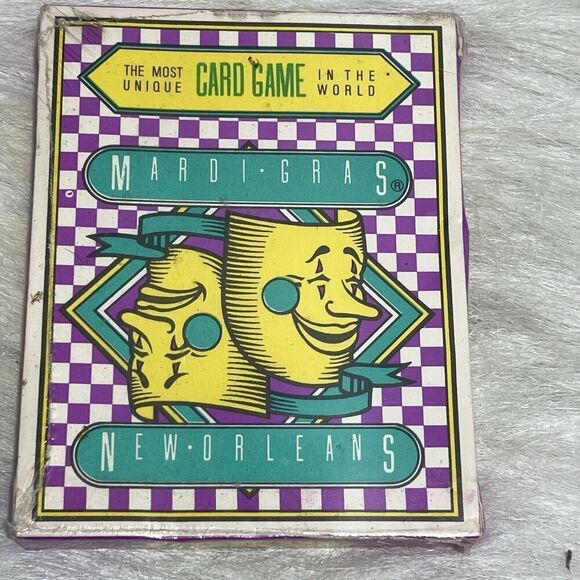 THE MOST UNIQUE CARD GAME IN THE WORLD
MARDI·GRAS®
NEW·ORLEANS